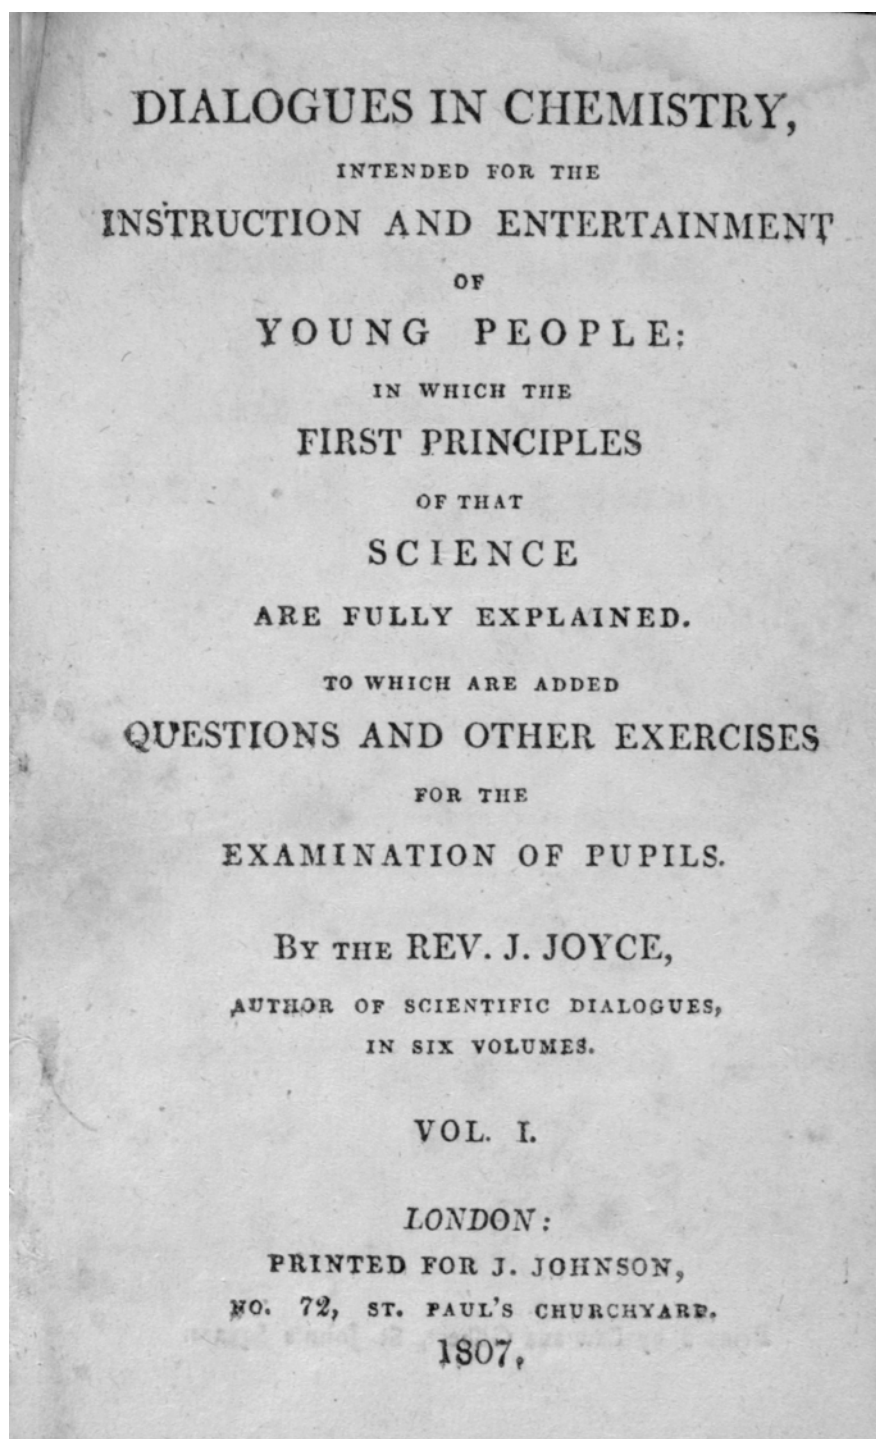 DIALOGUES IN CHEMISTRY,
INTENDED FOR THE
INSTRUCTION AND ENTERTAINMENT
OF
YOUNG PEOPLE:
IN WHICH THE
FIRST PRINCIPLES
OF THAT
SCIENCE
ARE FULLY EXPLAINED.
TO WHICH ARE ADDED
QUESTIONS AND OTHER EXERCISES
FOR THE
EXAMINATION OF PUPILS.
BY THE REV. J. JOYCE,
AUTHOR OF SCIENTIFIC DIALOGUES,
IN SIX VOLUMES.
VOL. I.
LONDON:
PRINTED FOR J. JOHNSON,
NO. 72, ST. PAUL'S CHURCHYARD.
1807.